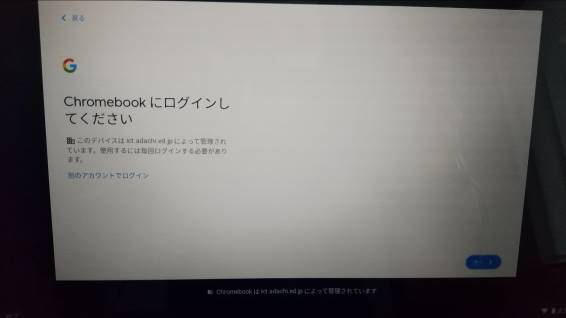 戻る
Chromebook にログインし
てください
このデバイスは ict.adachi.ed.jp によって管理され
ています。使用するには毎回ログインする必要があり
ます。
別のアカウントでログイン
Chromebook は ict.adachi.ed.jp によって管理されています